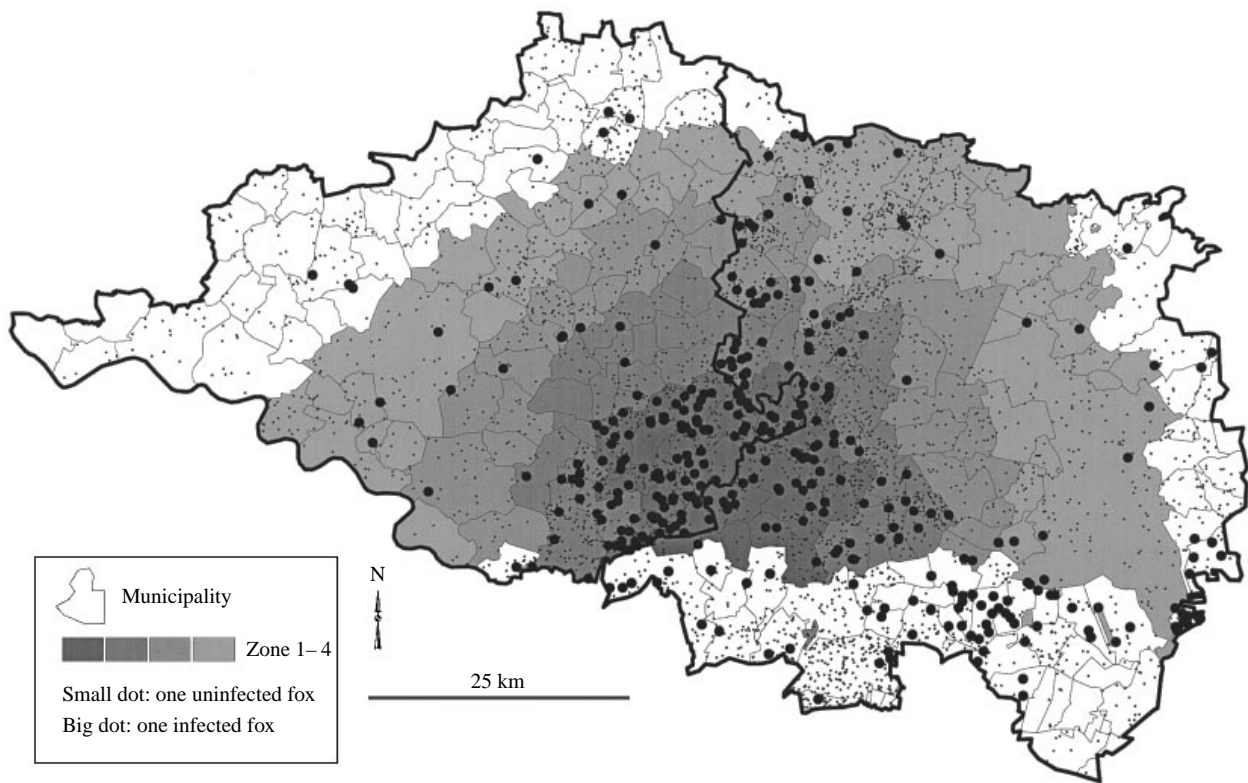 Municipality
Zone 1–4
Small dot: one uninfected fox
Big dot: one infected fox
N
25 km